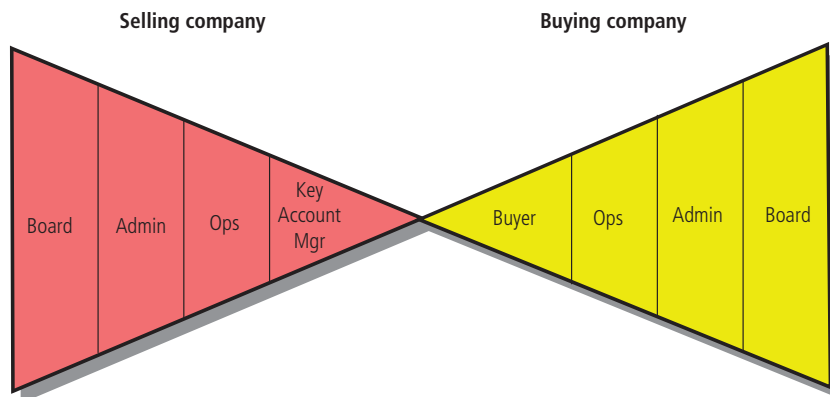 Selling company
Buying company
Board
Admin
Ops
Key
Account
Mgr
Buyer
Ops
Admin
Board